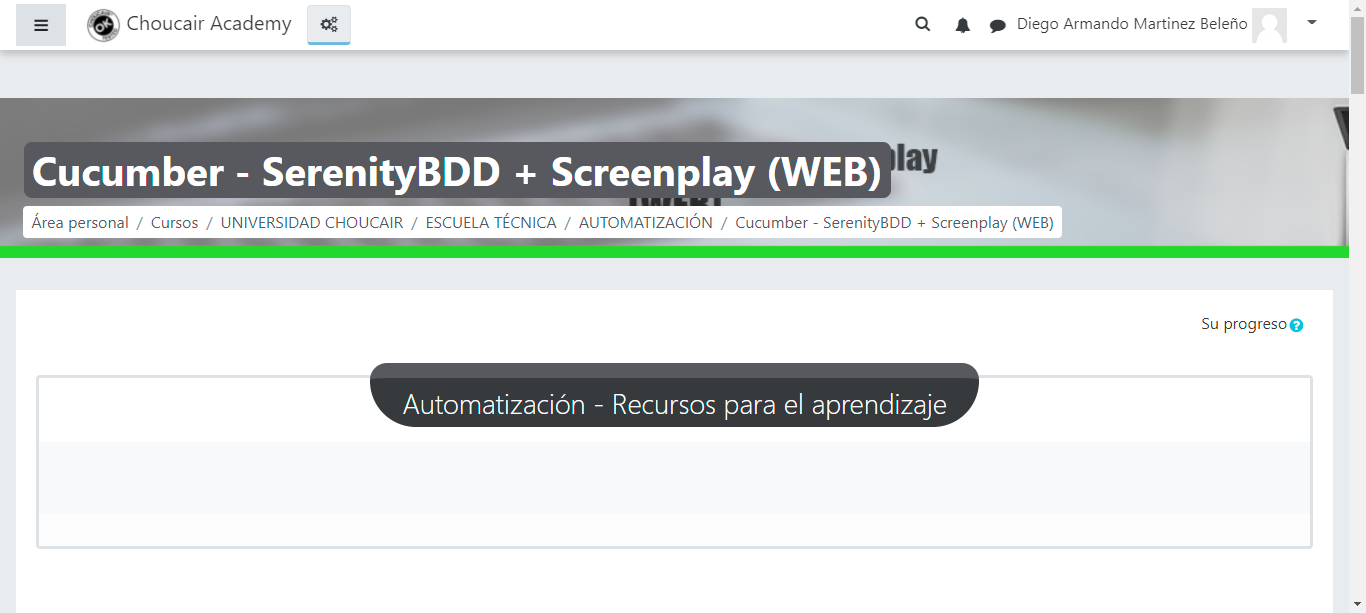 Choucair Academy
Diego Armando Martinez Beleño
Cucumber - SerenityBDD + Screenplay (WEB)
Área personal / Cursos / UNIVERSIDAD CHOUCAIR / ESCUELA TÉCNICA / AUTOMATIZACIÓN / Cucumber - SerenityBDD + Screenplay (WEB)
Su progreso
Automatización - Recursos para el aprendizaje